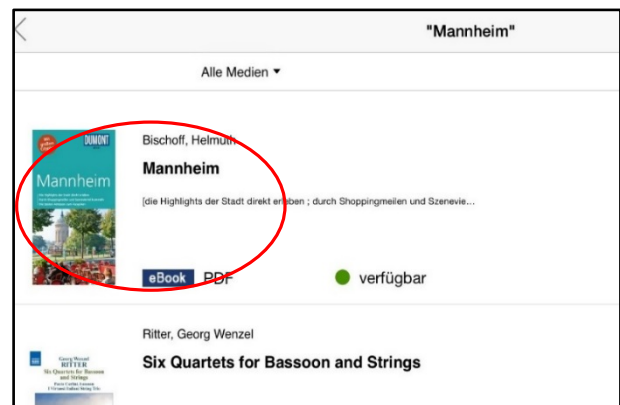 "Mannheim"
Alle Medien ▼
DUMONT
Mannheim
Bischoff, Helmuth
Mannheim
[die Highlights der Stadt direkt erleben ; durch Shoppingmeilen und Szenevie...
eBook PDF verfügbar
Georg Wenzel
RITTER
Six Quartets for Bassoon
and Strings
Ritter, Georg Wenzel
Six Quartets for Bassoon and Strings